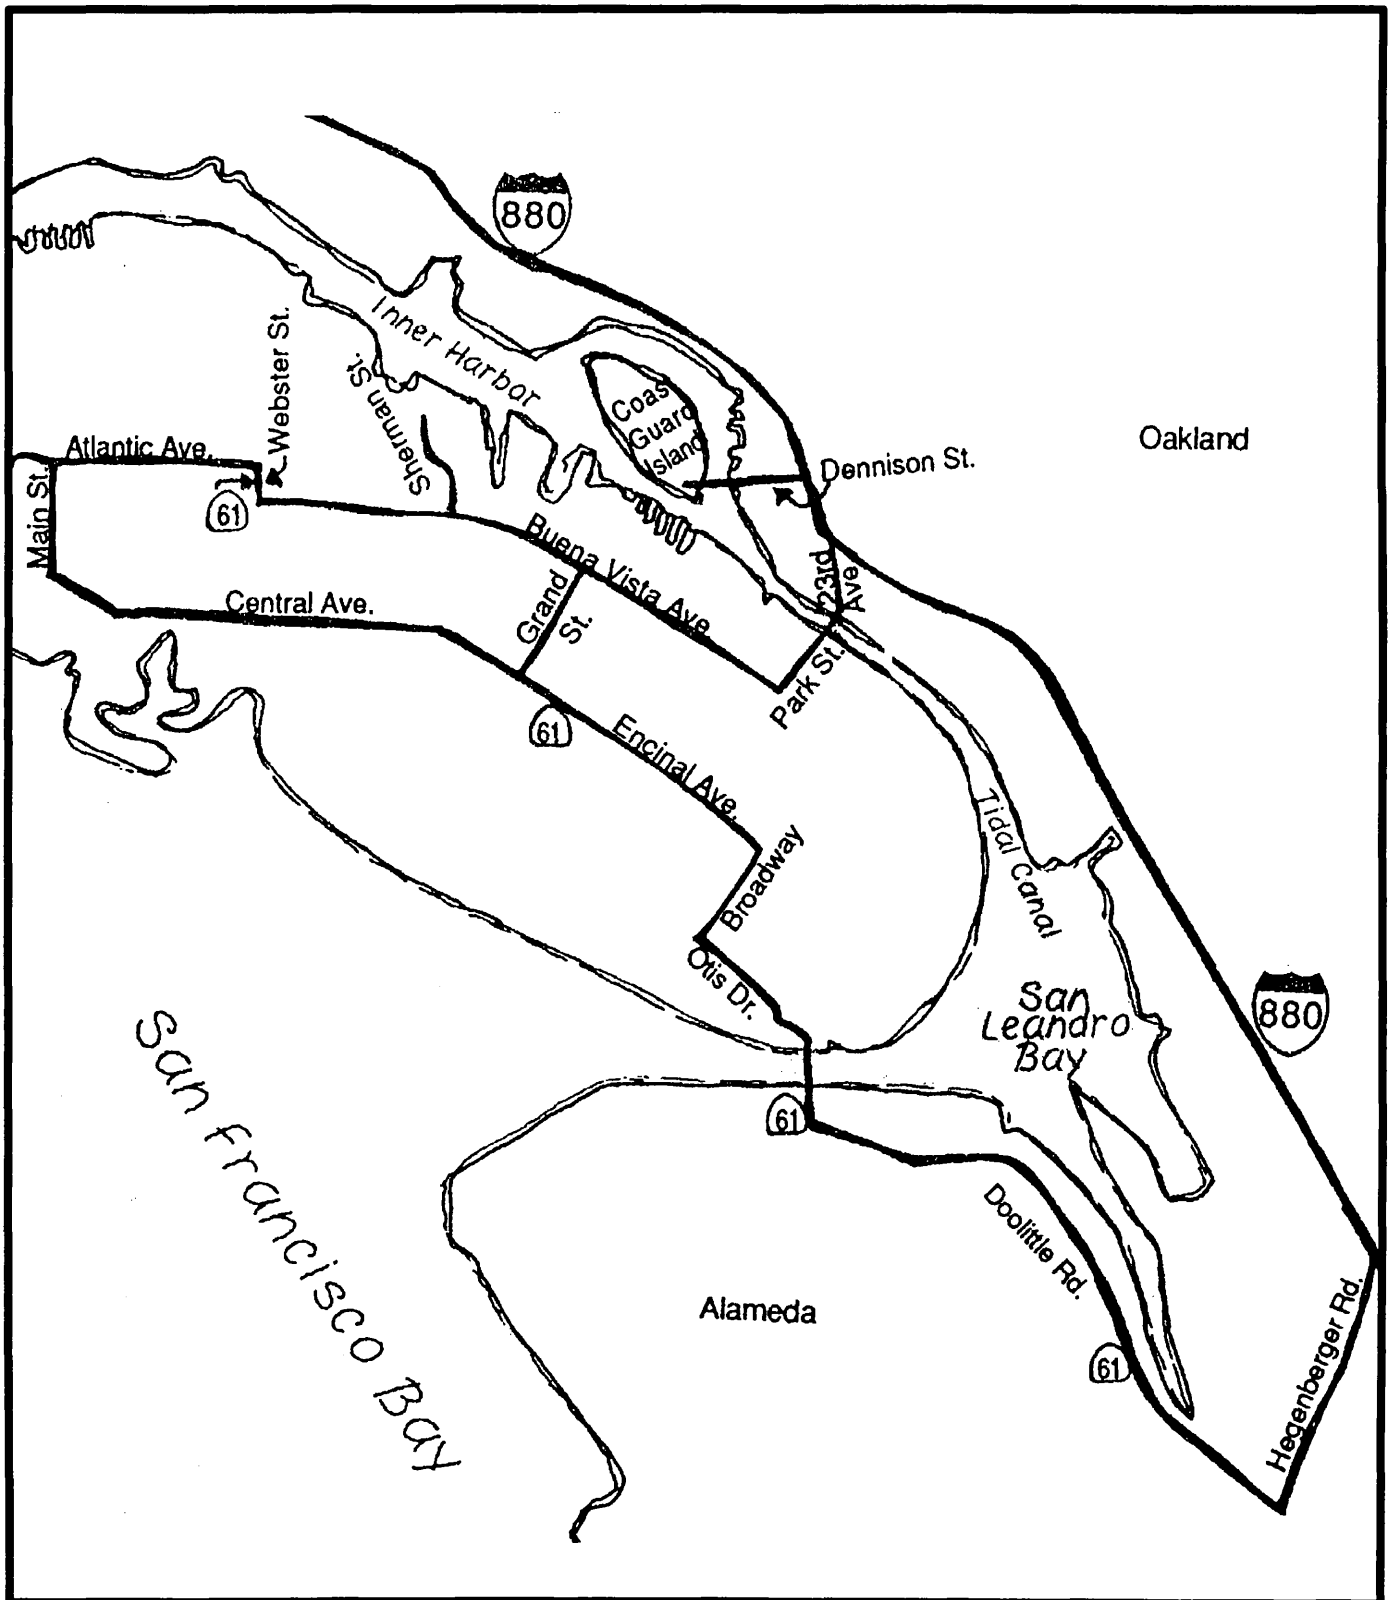 880
Inner Harbor
Webster St.
Sherman St.
Coas
Guard
Island
Oakland
Atlantic Ave.
Dennison St.
Main St.
61
Buena Vista Ave.
23rd
Ave
Central Ave.
Grand
St.
Park St.
61
Encinal Ave.
Tidal Canal
Broadway
Otis Dr.
San
Leandro
Bay
880
San Francisco Bay
61
Doolittle Rd.
Alameda
61
Hegenberger Rd.